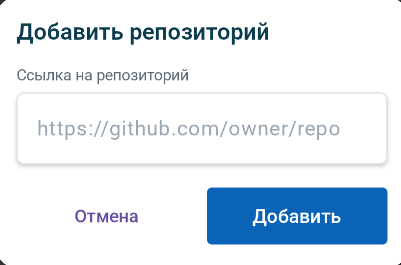 Добавить репозиторий
Ссылка на репозиторий
https://github.com/owner/repo
Отмена
Добавить